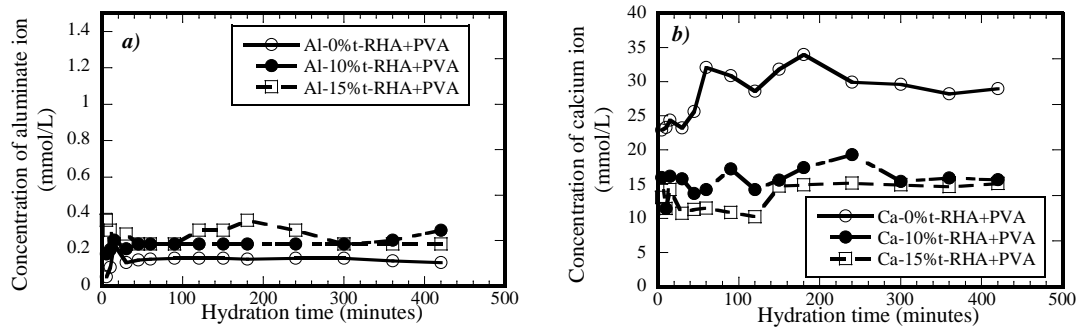 a)
Al-0%t-RHA+PVA
Al-10%t-RHA+PVA
Al-15%t-RHA+PVA
Concentration of aluminate ion
(mmol/L)
1.4
1.2
1
0.8
0.6
0.4
0.2
0
0 100 200 300 400 500
Hydration time (minutes)
b)
Concentration of calcium ion
(mmol/L)
40
35
30
25
20
15
10
5
0
Ca-0%t-RHA+PVA
Ca-10%t-RHA+PVA
Ca-15%t-RHA+PVA
0 100 200 300 400 500
Hydration time (minutes)